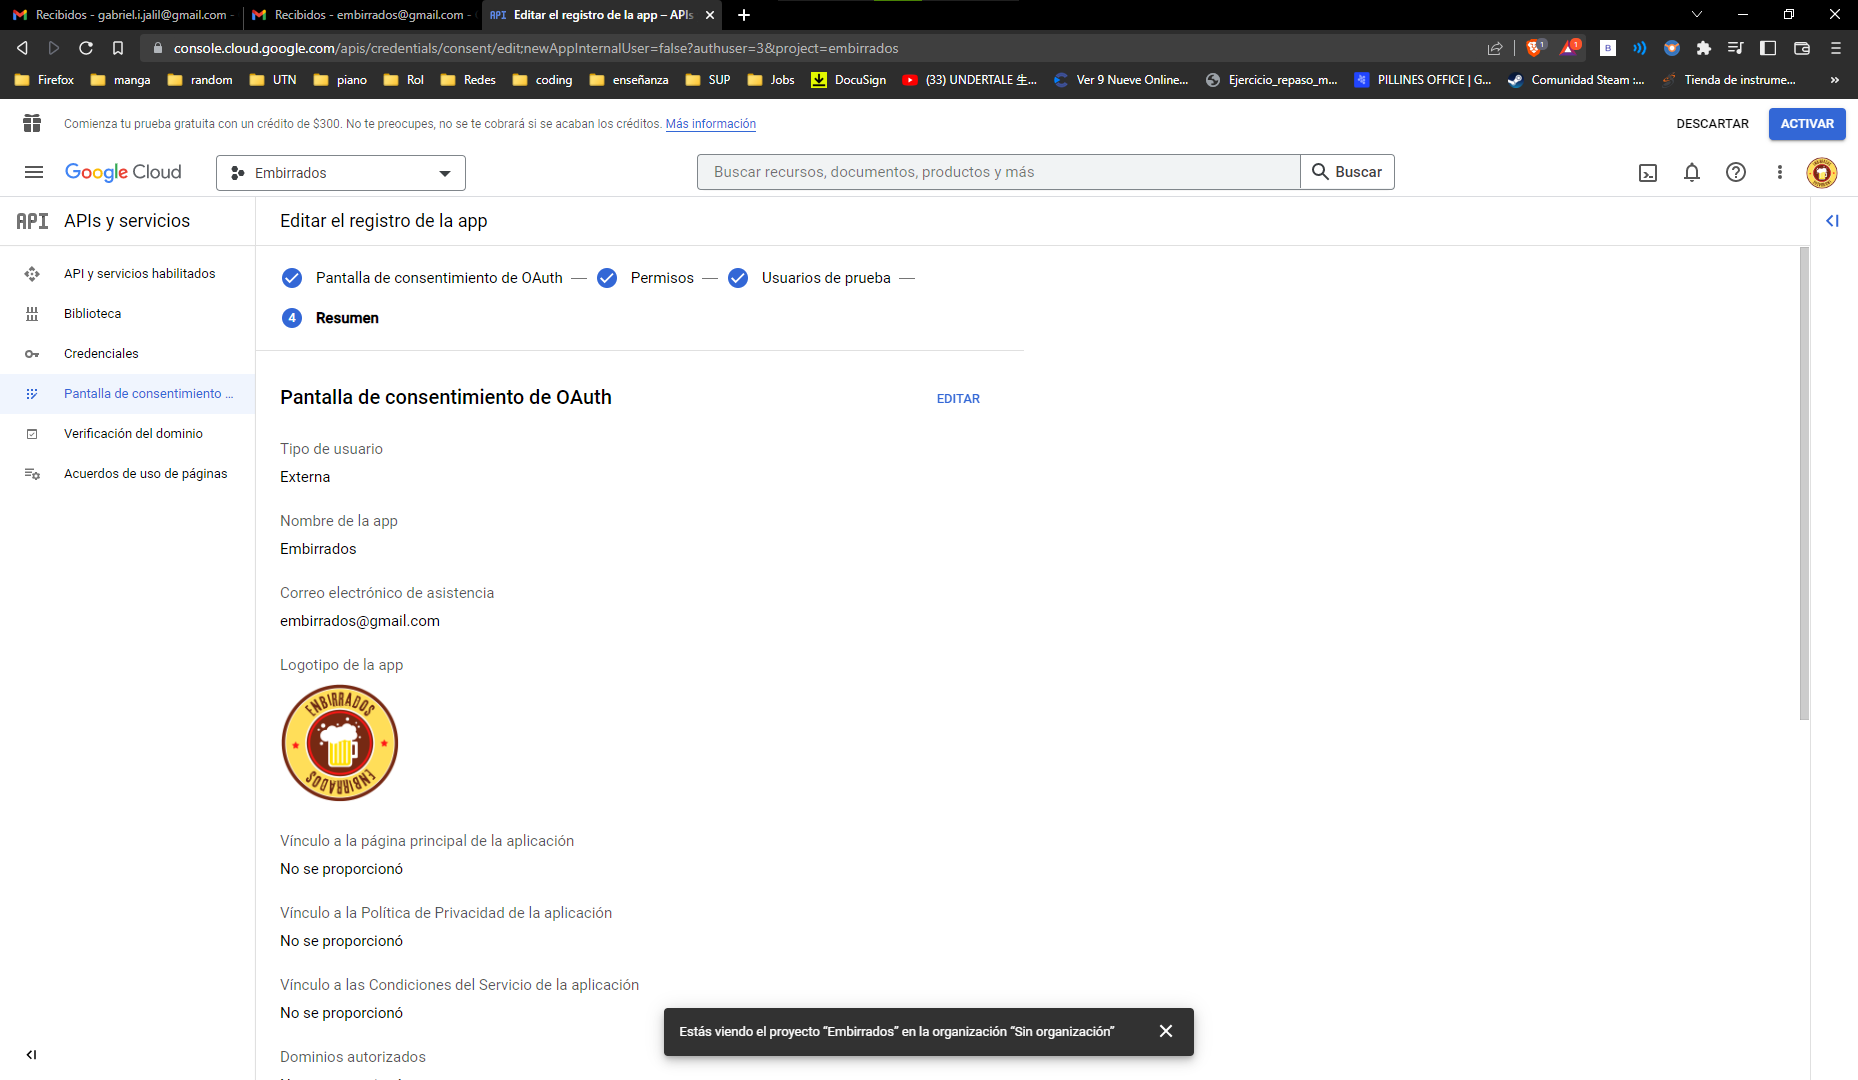 Recibidos - gabriel.i.jalil@gmail.com -
Recibidos - embirrados@gmail.com -
API Editar el registro de la app – APIs
console.cloud.google.com/apis/credentials/consent/edit;newAppInternalUser=false?authuser=3&project=embirrados
1
1
B
Firefox
manga
random
UTN
piano
Rol
Redes
coding
enseñanza
SUP
Jobs
DocuSign
(33) UNDERTALE 生...
Ver 9 Nueve Online...
Ejercicio_repaso_m...
PILLINES OFFICE | G...
Comunidad Steam :...
Tienda de instrume...
»
Comienza tu prueba gratuita con un crédito de $300. No te preocupes, no se te cobrará si se acaban los créditos. Más información
DESCARTAR
ACTIVAR
Google Cloud
Embirrados
Buscar recursos, documentos, productos y más
Buscar
API APIs y servicios
Editar el registro de la app
API y servicios habilitados
Biblioteca
Credenciales
Pantalla de consentimiento ...
Verificación del dominio
Acuerdos de uso de páginas
Pantalla de consentimiento de OAuth — Permisos — Usuarios de prueba —
4 Resumen
Pantalla de consentimiento de OAuth
EDITAR
Tipo de usuario
Externa
Nombre de la app
Embirrados
Correo electrónico de asistencia
embirrados@gmail.com
Logotipo de la app
ENBIRRADOS
ENBIRRADOS
Vínculo a la página principal de la aplicación
No se proporcionó
Vínculo a la Política de Privacidad de la aplicación
No se proporcionó
Vínculo a las Condiciones del Servicio de la aplicación
No se proporcionó
Dominios autorizados
Estás viendo el proyecto “Embirrados” en la organización “Sin organización”